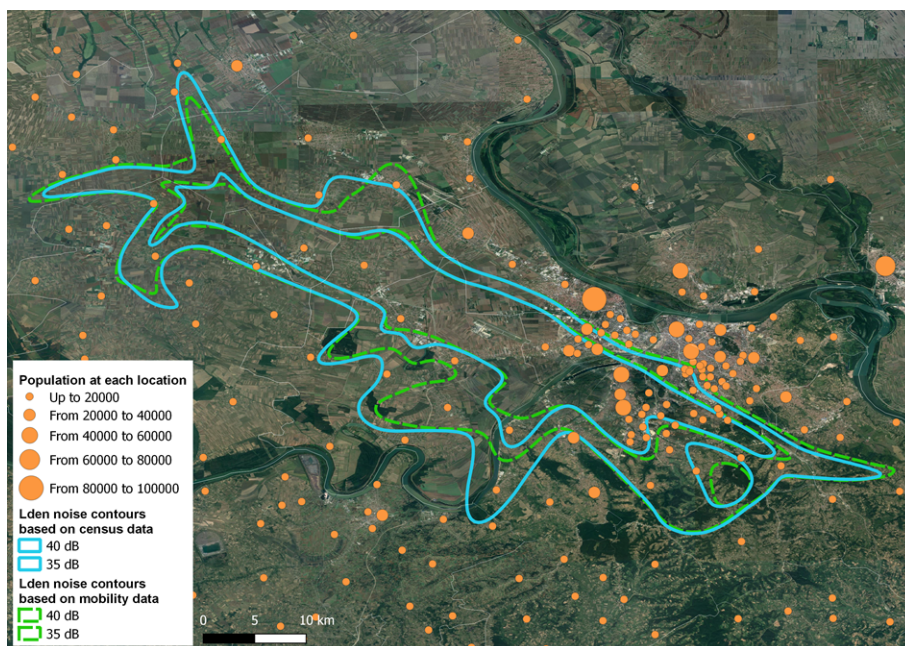 Population at each location
Up to 20000
From 20000 to 40000
From 40000 to 60000
From 60000 to 80000
From 80000 to 100000
Lden noise contours
based on census data
40 dB
35 dB
Lden noise contours
based on mobility data
40 dB
35 dB
0 5 10 km